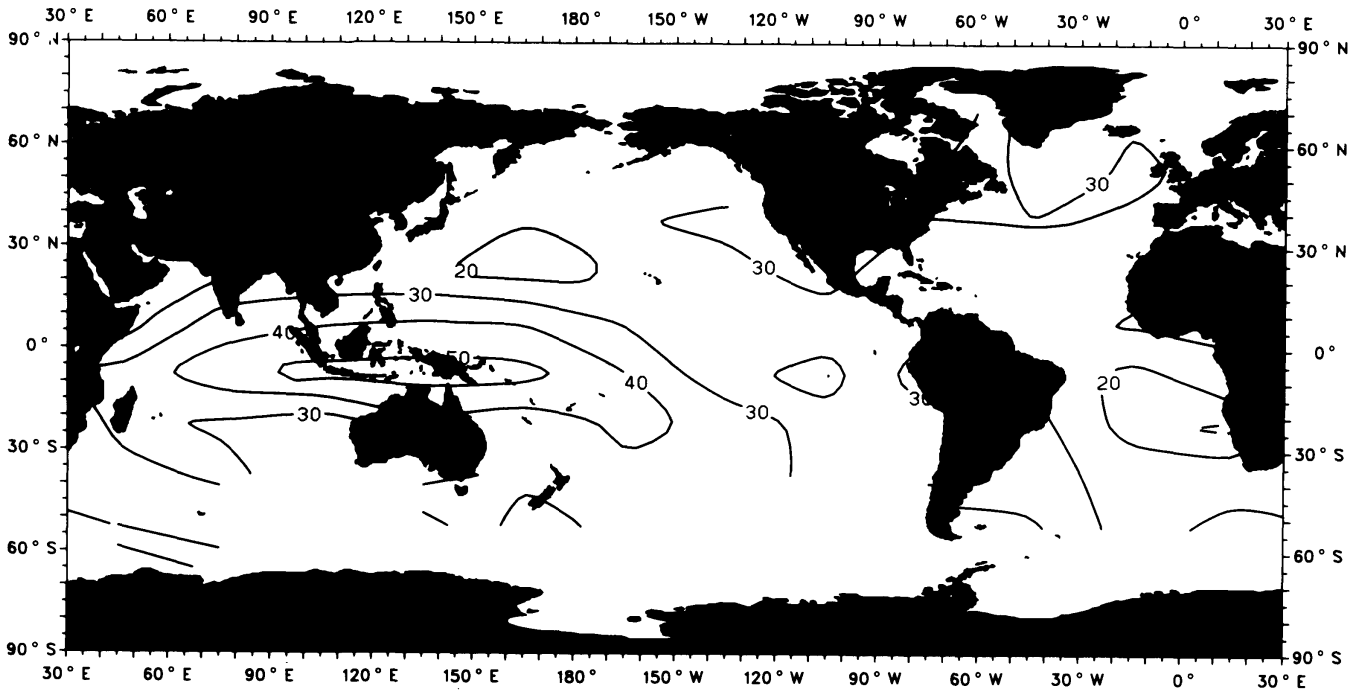 30° E 60° E 90° E 120° E 150° E 180° 150° W 120° W 90° W 60° W 30° W 0° 30° E
90° N 90° N
60° N 60° N
30
30° N 30° N
20 30
30
40
0° 0°
50
40 20
30 30 30
30° S 30° S
60° S 60° S
90° S 90° S
30° E 60° E 90° E 120° E 150° E 180° 150° W 120° W 90° W 60° W 30° W 0° 30° E